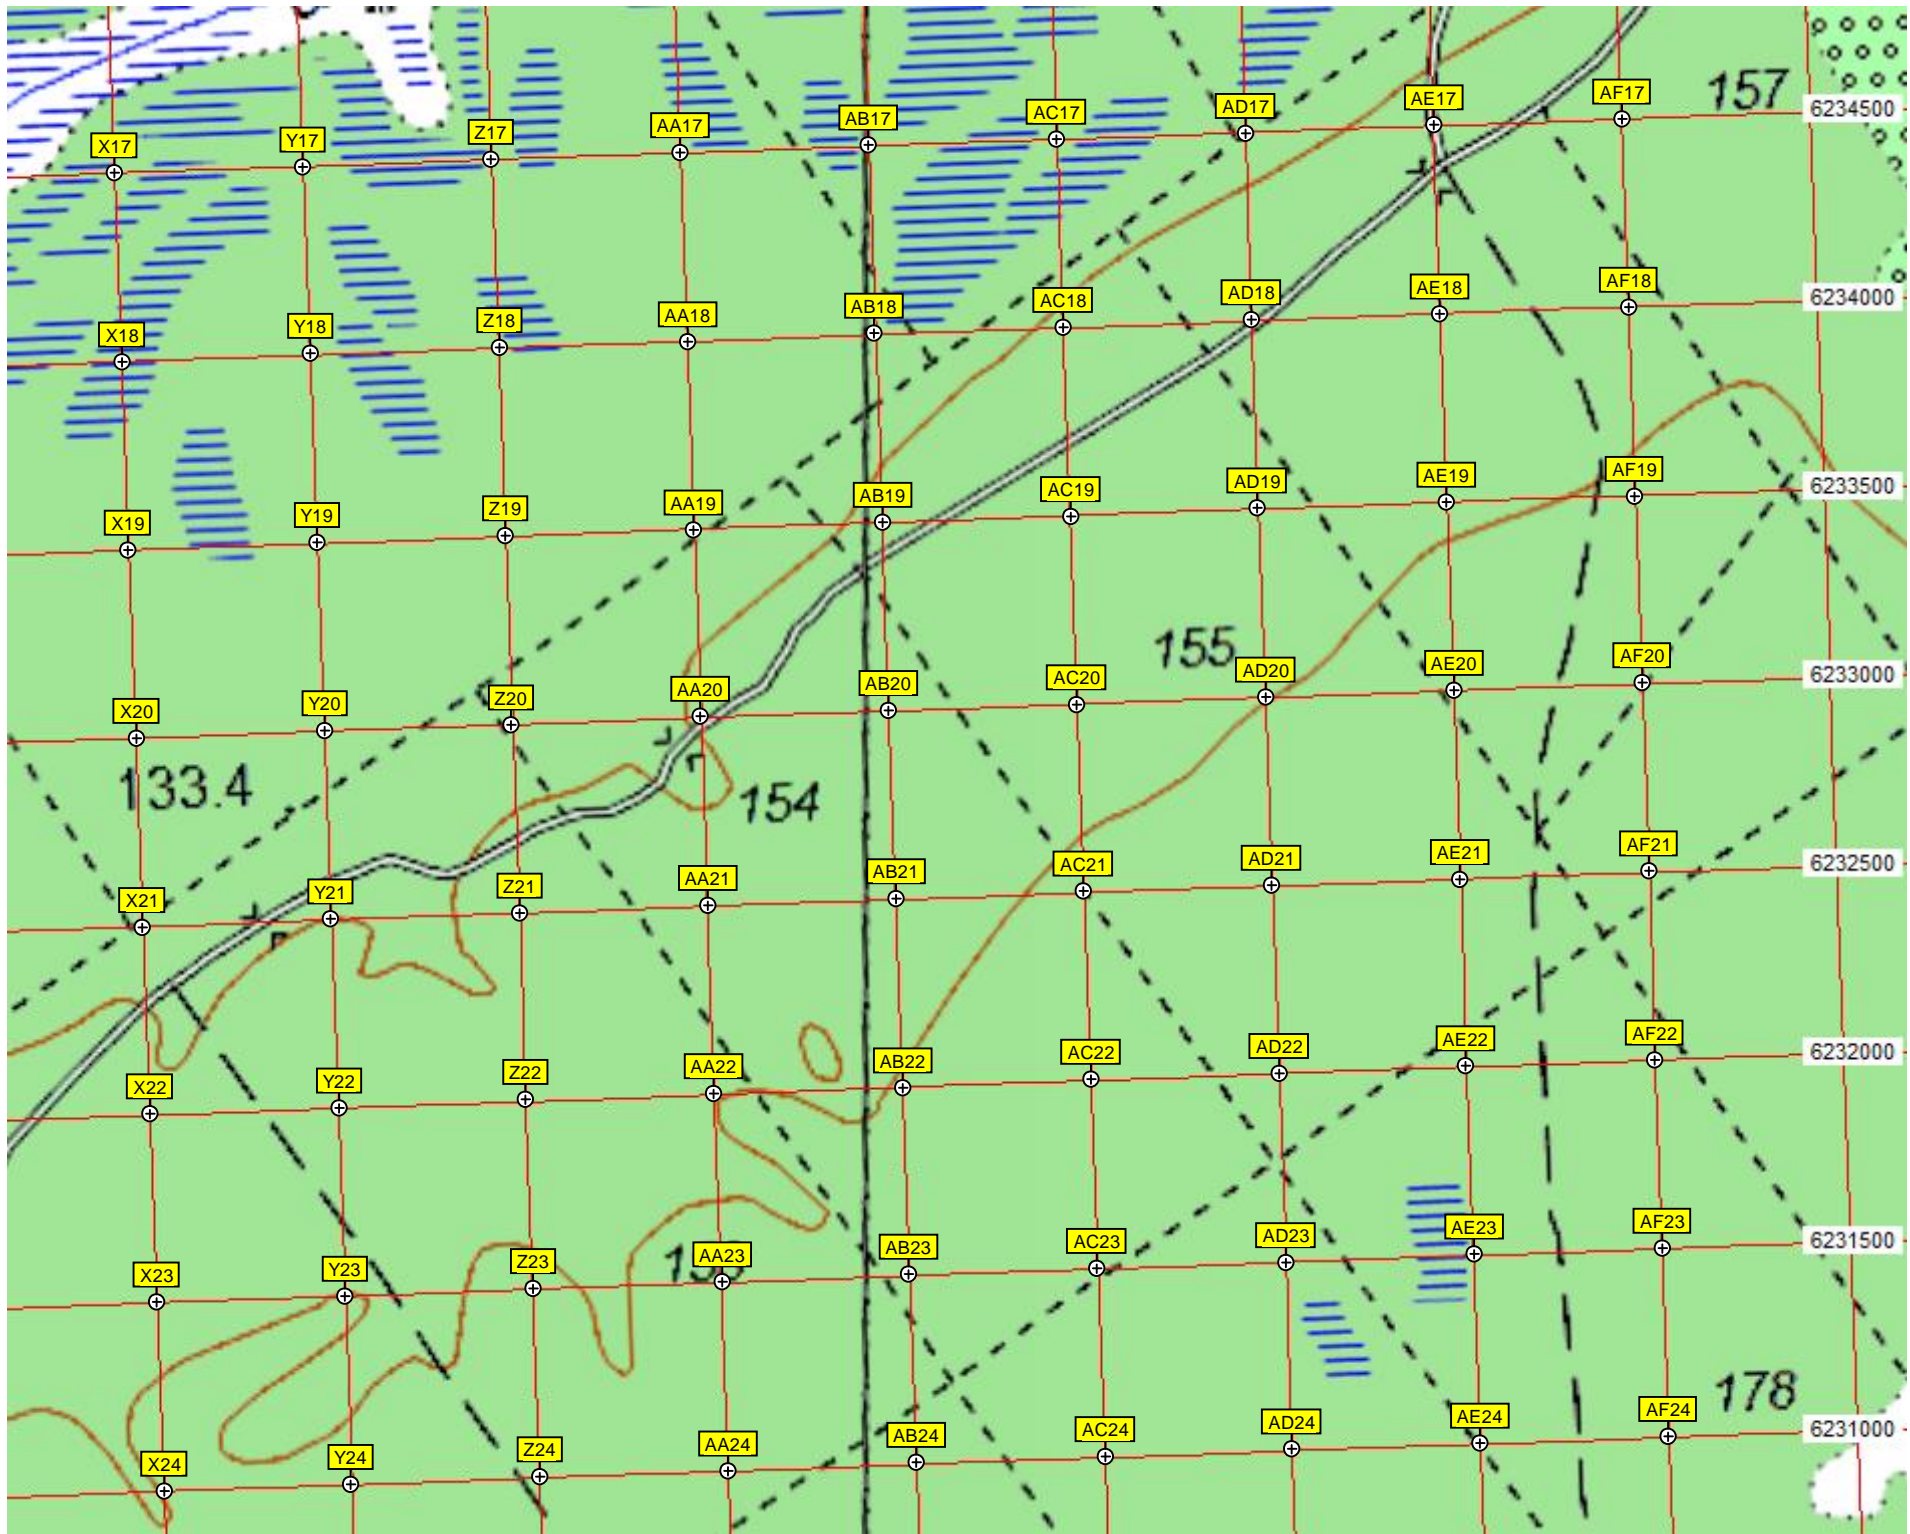 157
X17 Y17 Z17 AA17 AB17 AC17 AD17 AE17 AF17 6234500
X18 Y18 Z18 AA18 AB18 AC18 AD18 AE18 AF18 6234000
X19 Y19 Z19 AA19 AB19 AC19 AD19 AE19 AF19 6233500
155
X20 Y20 Z20 AA20 AB20 AC20 AD20 AE20 AF20 6233000
133.4
154
X21 Y21 Z21 AA21 AB21 AC21 AD21 AE21 AF21 6232500
X22 Y22 Z22 AA22 AB22 AC22 AD22 AE22 AF22 6232000
X23 Y23 Z23 AA23 AB23 AC23 AD23 AE23 AF23 6231500
178
X24 Y24 Z24 AA24 AB24 AC24 AD24 AE24 AF24 6231000